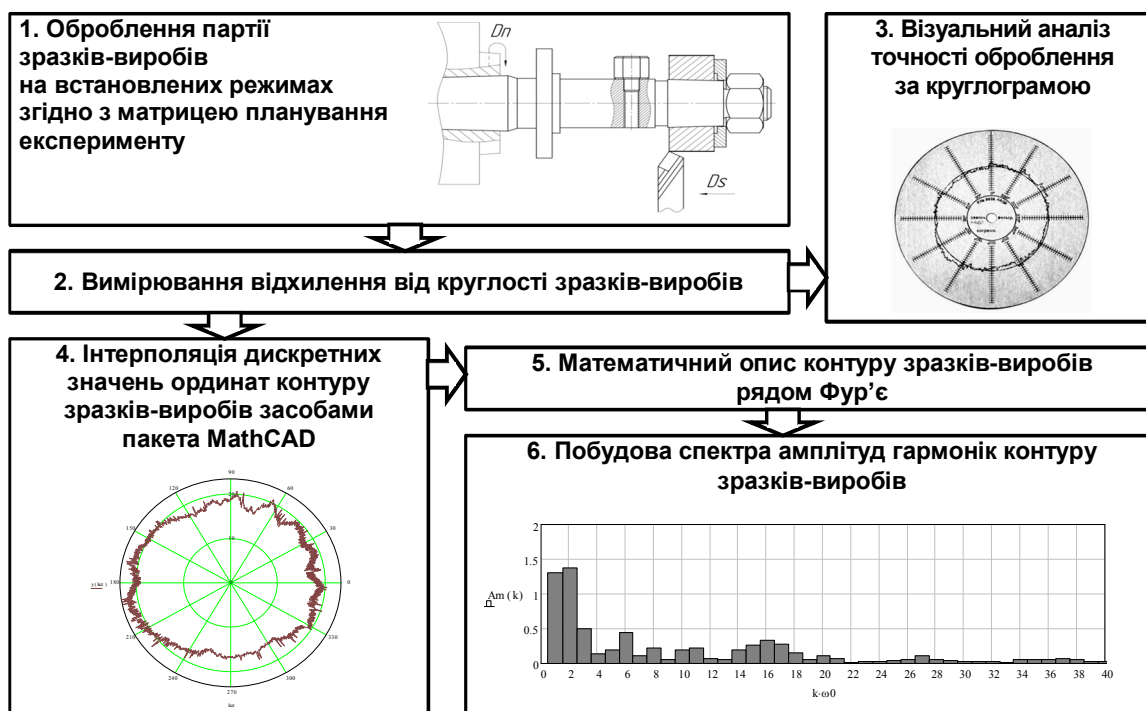 1. Оброблення партії
зразків-виробів
на встановлених режимах
згідно з матрицею планування
експерименту
Dn
Ds
3. Візуальний аналіз
точності оброблення
за круглограмою
2. Вимірювання відхилення від круглості зразків-виробів
4. Інтерполяція дискретних
значень ординат контуру
зразків-виробів засобами
пакета MathCAD
90
120
60
150
30
20
10
180
0
210
330
240
300
270
5. Математичний опис контуру зразків-виробів
рядом Фур’є
6. Побудова спектра амплітуд гармонік контуру
зразків-виробів
2
1.5
1
0.5
0
Am (k)
0 2 4 6 8 10 12 14 16 18 20 22 24 26 28 30 32 34 36 38 40
k·ω0